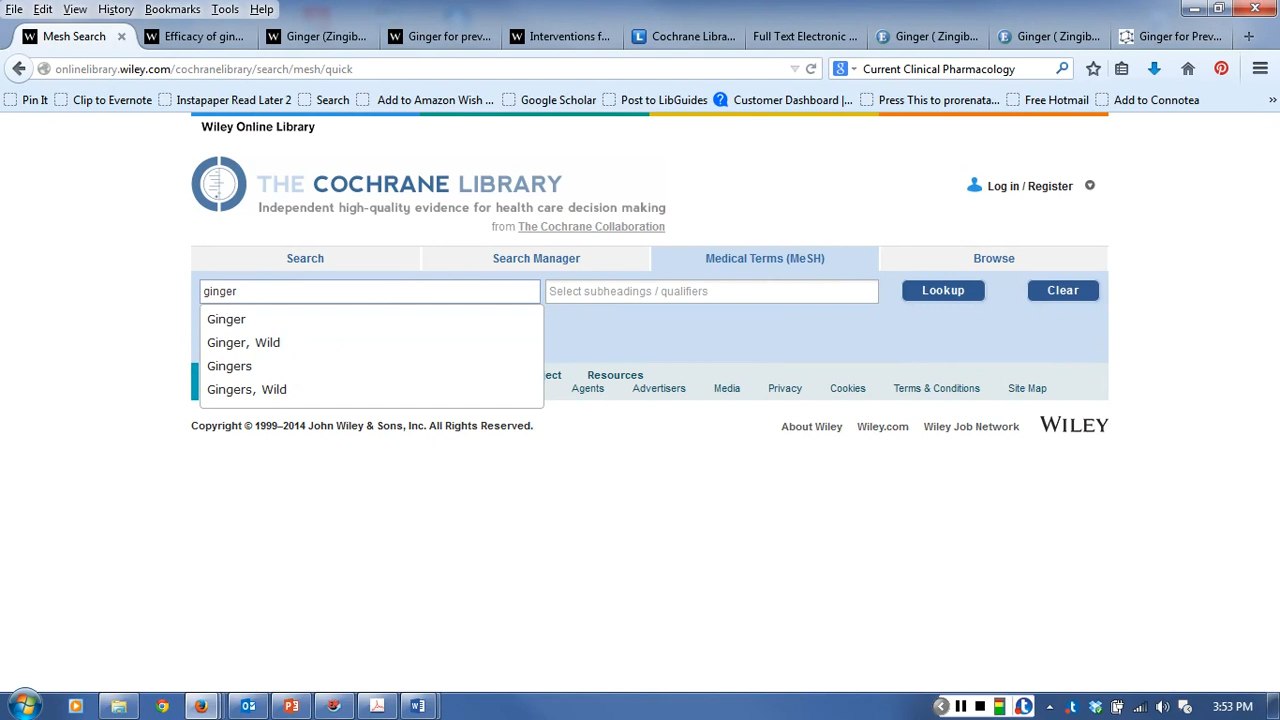 File Edit View History Bookmarks Tools Help
Mesh Search × Efficacy of gin... Ginger (Zingib... Ginger for prev... Interventions f... Cochrane Libra... Full Text Electronic ... Ginger ( Zingib... Ginger ( Zingib... Ginger for Prev... +
onlinelibrary.wiley.com/cochranelibrary/search/mesh/quick Current Clinical Pharmacology
Pin It Clip to Evernote Instapaper Read Later 2 Search Add to Amazon Wish ... Google Scholar Post to LibGuides Customer Dashboard |... Press This to prorenata... Free Hotmail Add to Connotea »
Wiley Online Library
THE COCHRANE LIBRARY
Log in / Register
Independent high-quality evidence for health care decision making
from The Cochrane Collaboration
Search Search Manager Medical Terms (MeSH) Browse
ginger Select subheadings / qualifiers Lookup Clear
Ginger
Ginger, Wild
Gingers
Gingers, Wild
ect Resources
Agents Advertisers Media Privacy Cookies Terms & Conditions Site Map
Copyright © 1999–2014 John Wiley & Sons, Inc. All Rights Reserved. About Wiley Wiley.com Wiley Job Network WILEY
3:53 PM